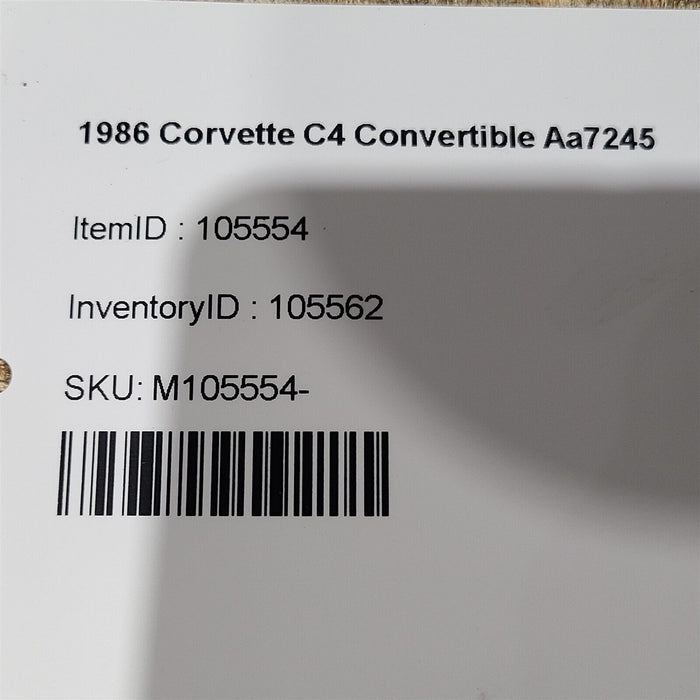 1986 Corvette C4 Convertible Aa7245
ItemID : 105554
InventoryID : 105562
SKU: M105554-